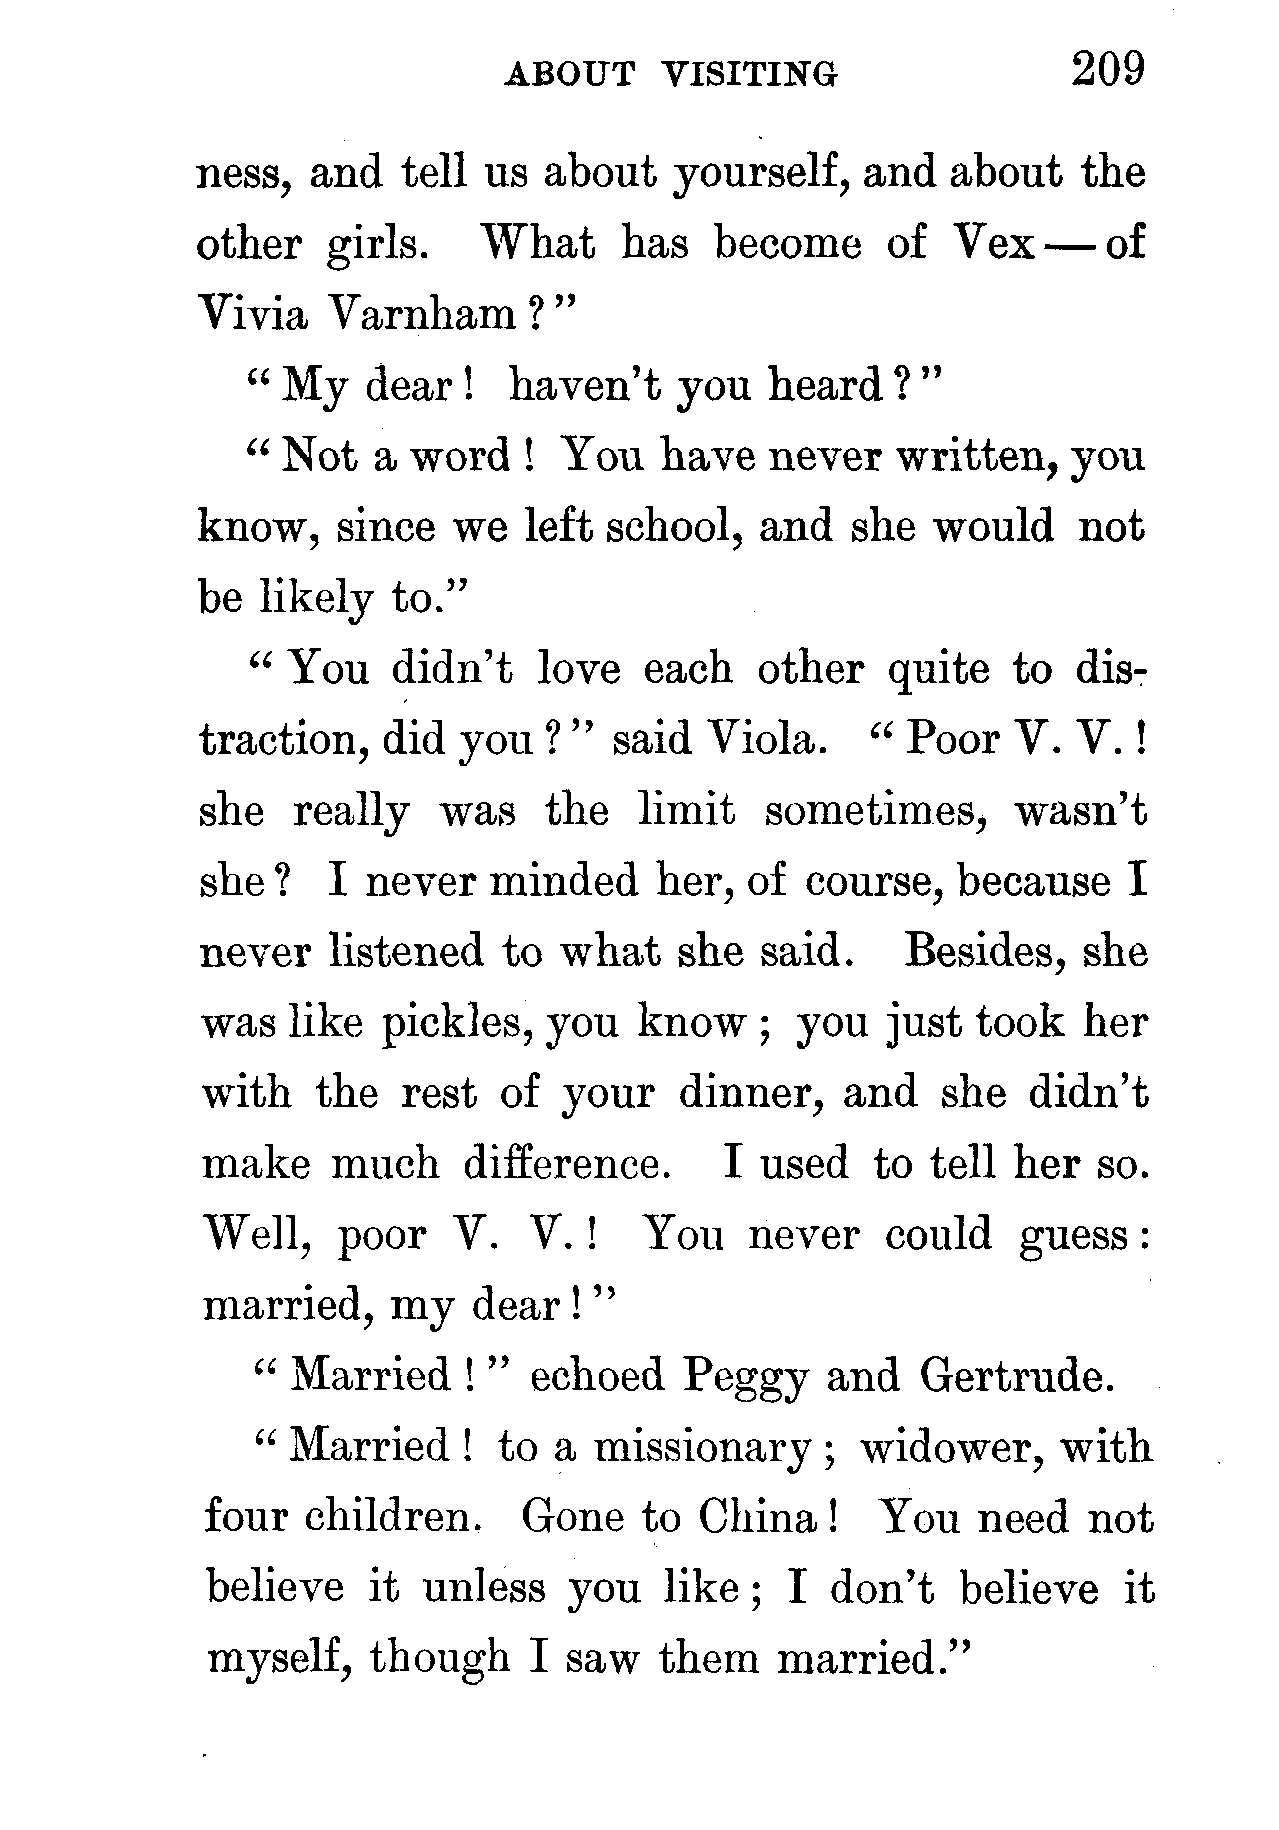 ABOUT VISITING 209
ness, and tell us about yourself, and about the
other girls. What has become of Vex — of
Vivia Varnham ? "
" My dear ! haven't you heard ? "
" Not a word ! You have never written, you
know, since we left school, and she would not
be likely to."
" You didn't love each other quite to dis-
traction, did you ? " said Viola. " Poor V. V. !
she really was the limit sometimes, wasn't
she ? I never minded her, of course, because I
never listened to what she said. Besides, she
was like pickles, you know ; you just took her
with the rest of your dinner, and she didn't
make much difference. I used to tell her so.
Well, poor V. V. ! You never could guess :
married, my dear ! "
" Married ! " echoed Peggy and Gertrude.
" Married ! to a missionary ; widower, with
four children. Gone to China ! You need not
believe it unless you like ; I don't believe it
myself, though I saw them married."